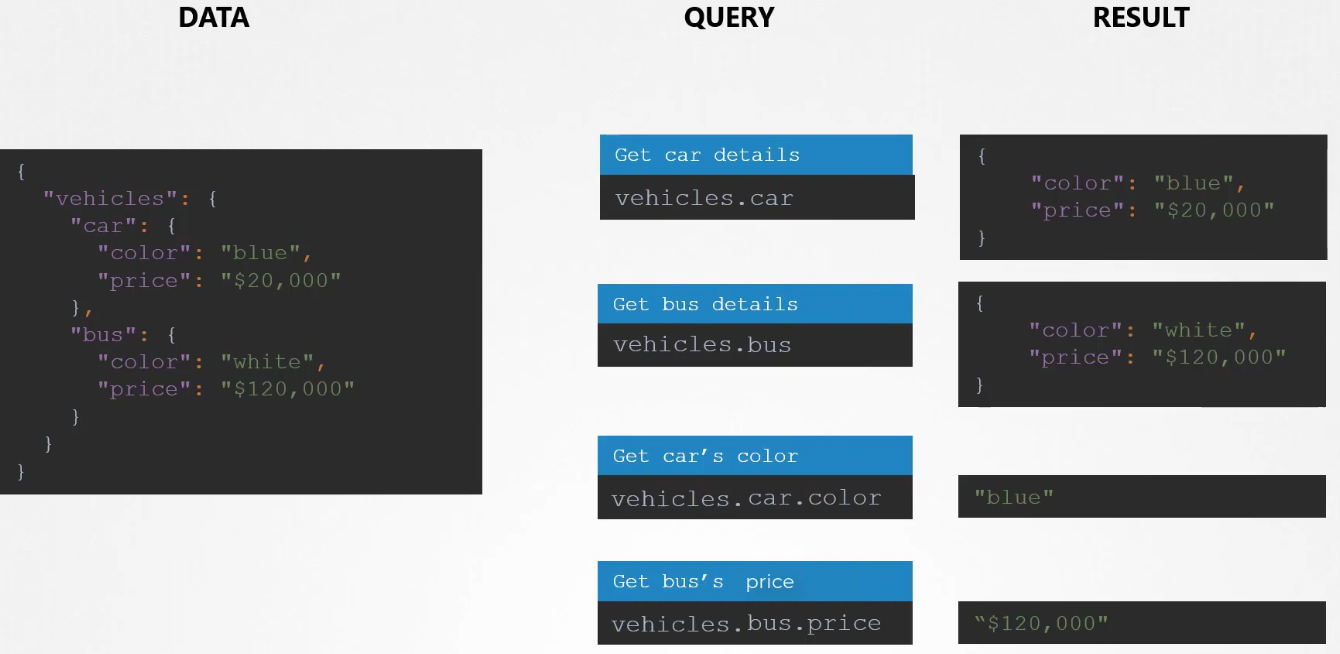 DATA
QUERY
RESULT
{
"vehicles": {
"car": {
"color": "blue",
"price": "$20,000"
},
"bus": {
"color": "white",
"price": "$120,000"
}
}
}
Get car details
vehicles.car
{
"color": "blue",
"price": "$20,000"
}
Get bus details
vehicles.bus
{
"color": "white",
"price": "$120,000"
}
Get car’s color
vehicles.car.color
"blue"
Get bus’s price
vehicles.bus.price
“$120,000"